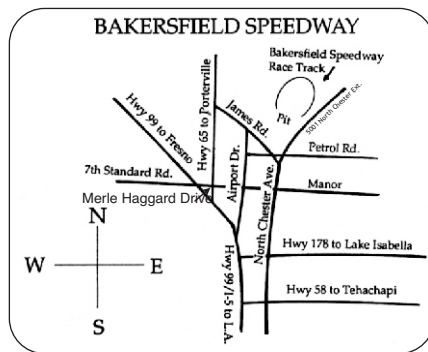 BAKERSFIELD SPEEDWAY
Bakersfield Speedway
Race Track
Pit
5001 North Chester Ext.
Hwy 99 to Fresno
Hwy 65 to Porterville
James Rd.
Petrol Rd.
7th Standard Rd.
Airport Dr.
North Chester Ave.
Manor
Merle Haggard Drive
N
W
E
S
Hwy 178 to Lake Isabella
Hwy 99/1-5 to L.A.
Hwy 58 to Tehachapi